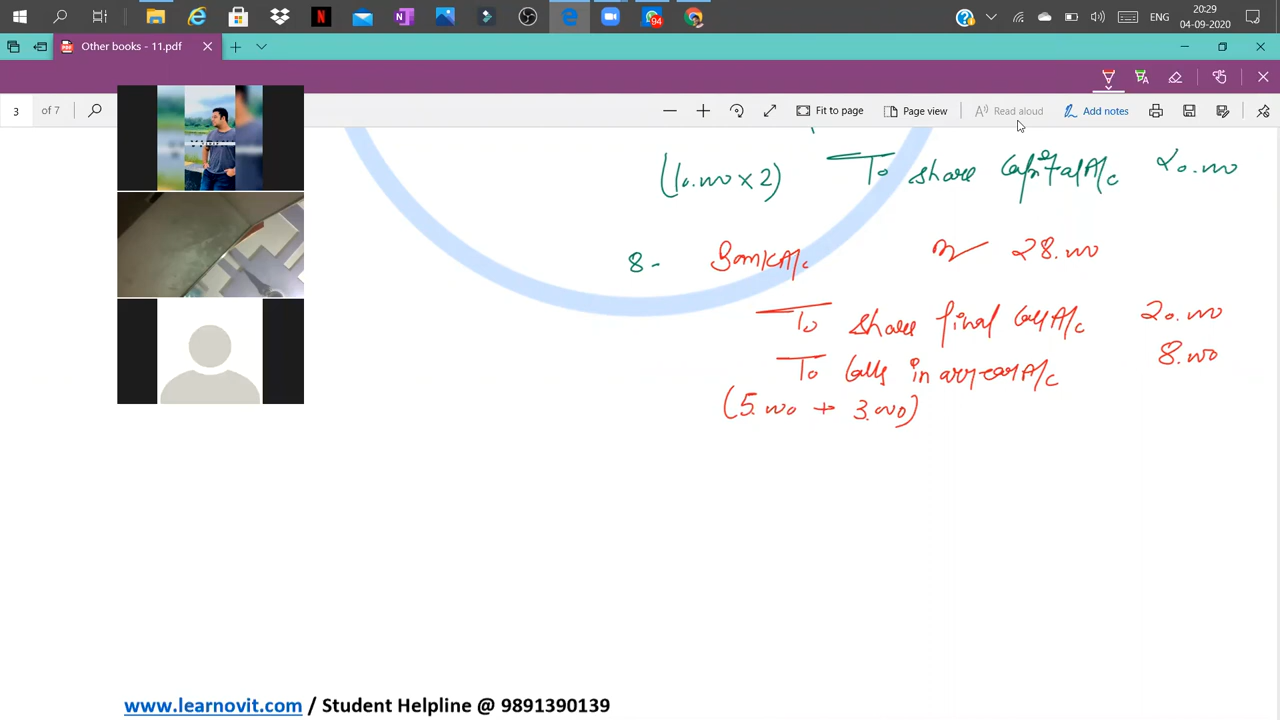 94
ENG
20:29
04-09-2020
Other books - 11.pdf
3 of 7
Fit to page
Page view
Read aloud
Add notes
(10.000 x 2) To share Capital A/c 20.000
8- Bank A/c Dr 28.000
To share final Call A/c 20.000
To Calls in arrear A/c 8.000
(5.000 + 3.000)
www.learnovit.com / Student Helpline @ 9891390139